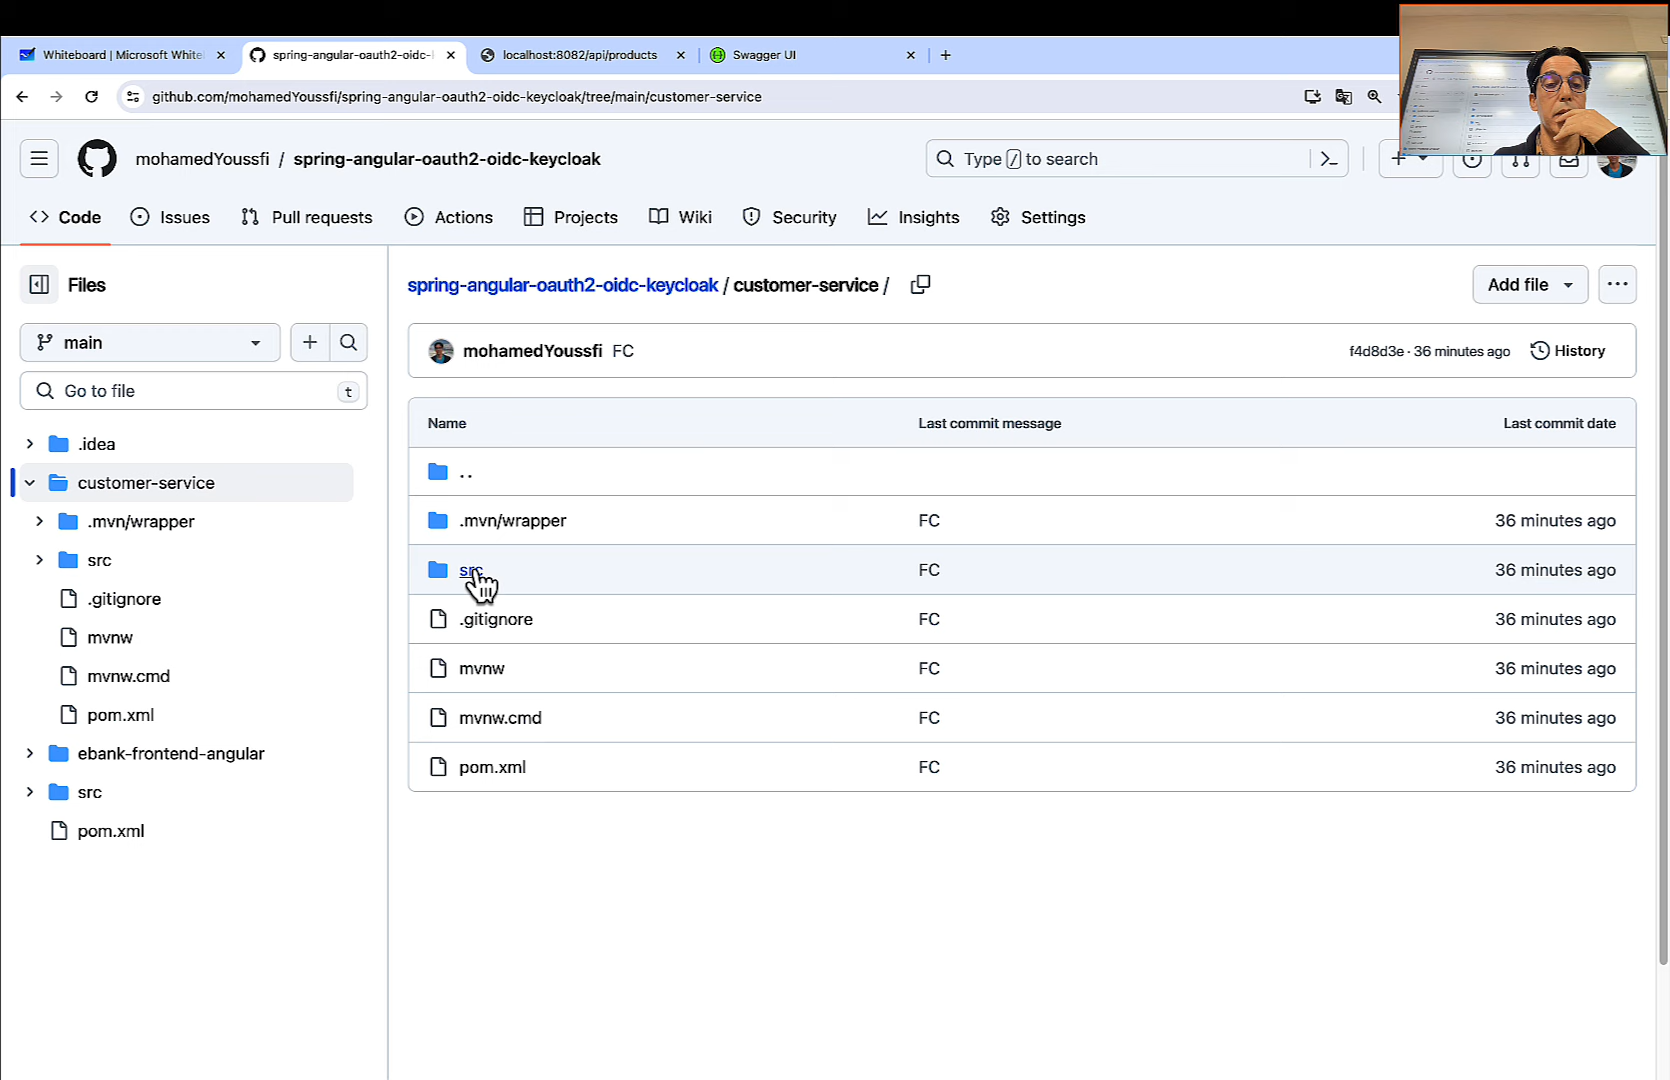 Whiteboard | Microsoft White
spring-angular-oauth2-oidc-
localhost:8082/api/products
Swagger UI
github.com/mohamedYoussfi/spring-angular-oauth2-oidc-keycloak/tree/main/customer-service
mohamedYoussfi / spring-angular-oauth2-oidc-keycloak
Type / to search
Code
Issues
Pull requests
Actions
Projects
Wiki
Security
Insights
Settings
Files
main
Go to file
t
.idea
customer-service
.mvn/wrapper
src
.gitignore
mvnw
mvnw.cmd
pom.xml
ebank-frontend-angular
src
pom.xml
spring-angular-oauth2-oidc-keycloak / customer-service /
Add file
mohamedYoussfi FC
f4d8d3e · 36 minutes ago
History
Name Last commit message Last commit date
..
.mvn/wrapper FC 36 minutes ago
src FC 36 minutes ago
.gitignore FC 36 minutes ago
mvnw FC 36 minutes ago
mvnw.cmd FC 36 minutes ago
pom.xml FC 36 minutes ago